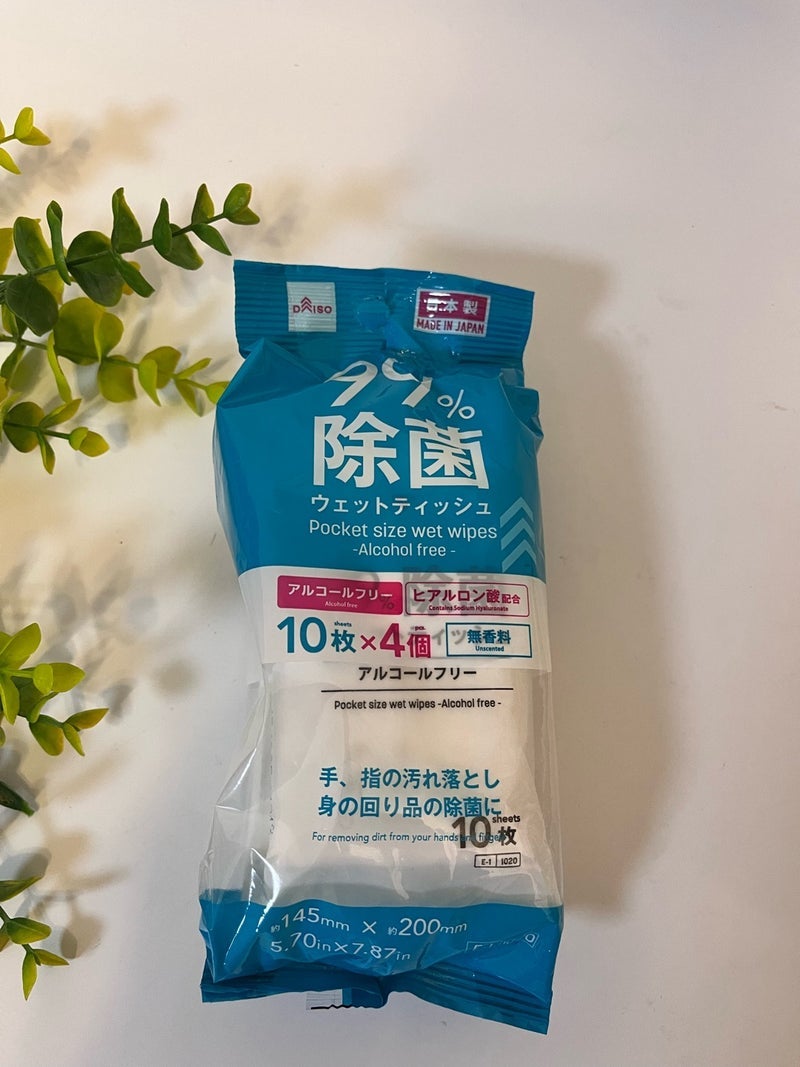 DAISO
日本製
MADE IN JAPAN
99%
除菌
ウェットティッシュ
Pocket size wet wipes
-Alcohol free -
アルコールフリー
Alcohol free
ヒアルロン酸配合
Contains Sodium Hyaluronate
10枚×4個
sheets
pcs.
無香料
Unscented
アルコールフリー
Pocket size wet wipes -Alcohol free -
手、指の汚れ落とし
身の回り品の除菌に
For removing dirt from your hands
10枚
sheets
E-1 1020
約145mm × 約200mm
5.70in×7.87in